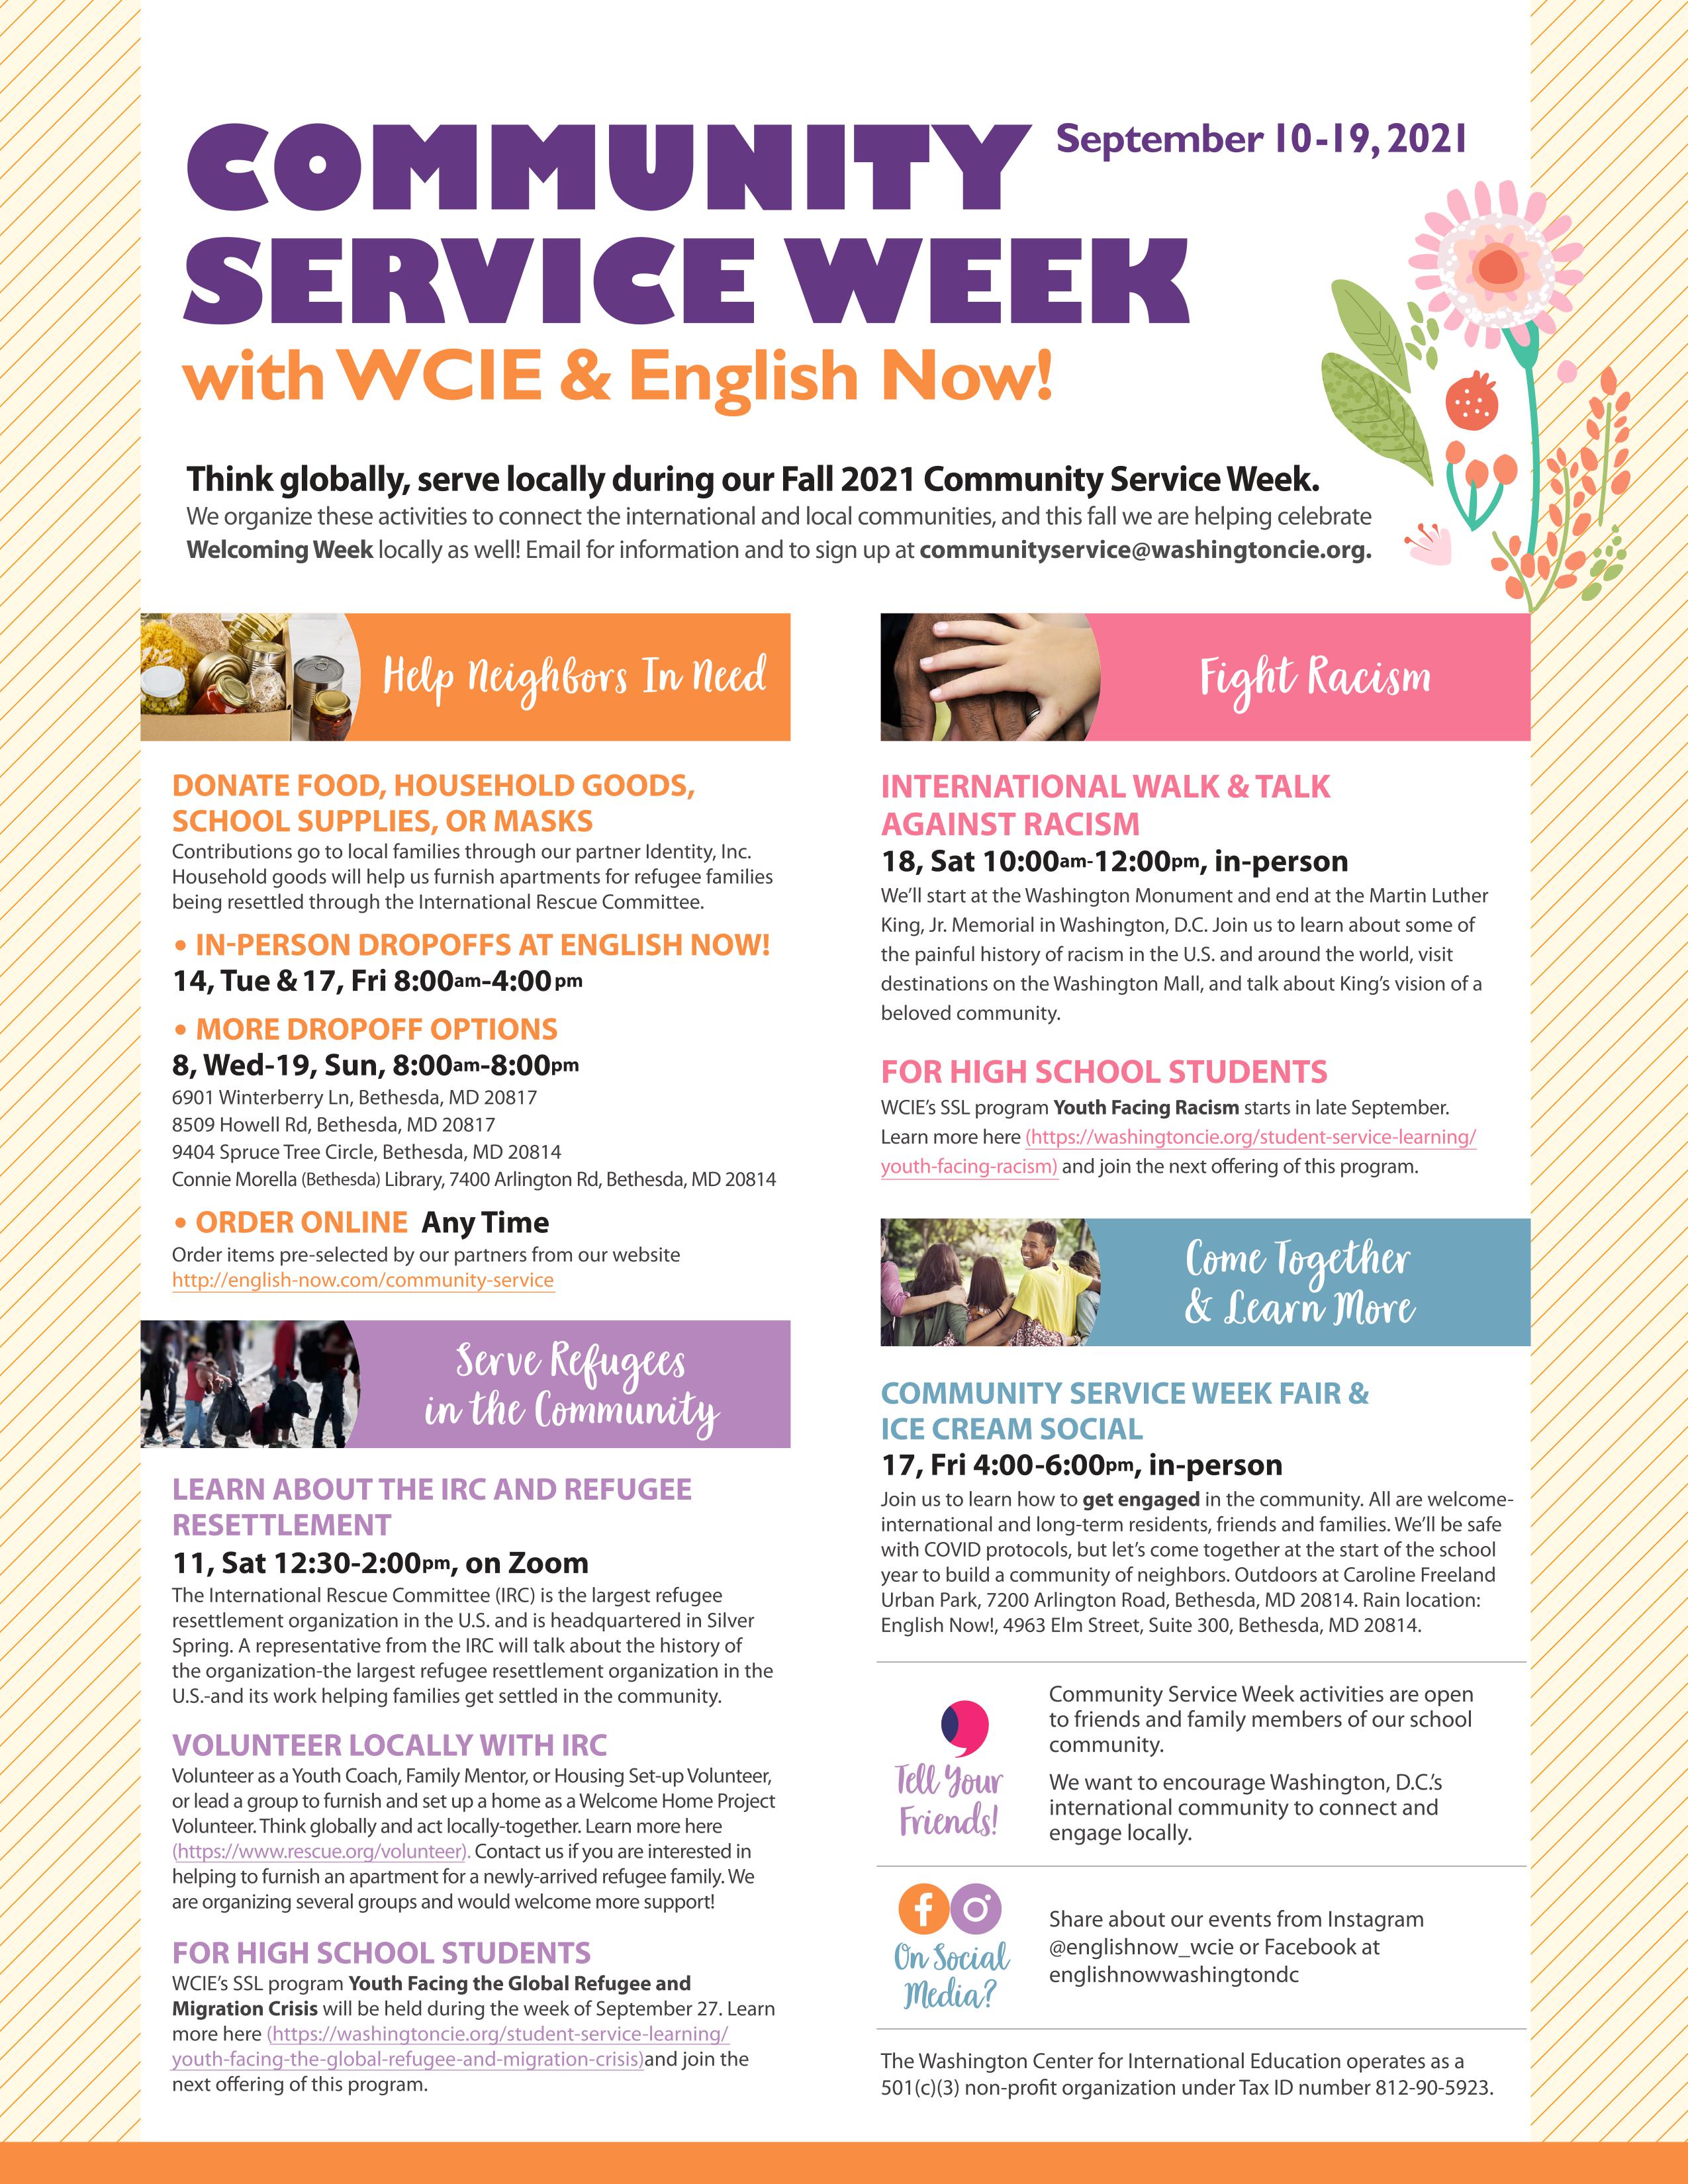 COMMUNITY
September 10-19, 2021
SERVICE WEEK
with WCIE & English Now!
Think globally, serve locally during our Fall 2021 Community Service Week.
We organize these activities to connect the international and local communities, and this fall we are helping celebrate
Welcoming Week locally as well! Email for information and to sign up at communityservice@washingtoncie.org.
Help Neighbors In Need
DONATE FOOD, HOUSEHOLD GOODS,
SCHOOL SUPPLIES, OR MASKS
Contributions go to local families through our partner Identity, Inc.
Household goods will help us furnish apartments for refugee families
being resettled through the International Rescue Committee.
• IN-PERSON DROPOFFS AT ENGLISH NOW!
14, Tue & 17, Fri 8:00am-4:00pm
• MORE DROPOFF OPTIONS
8, Wed-19, Sun, 8:00am-8:00pm
6901 Winterberry Ln, Bethesda, MD 20817
8509 Howell Rd, Bethesda, MD 20817
9404 Spruce Tree Circle, Bethesda, MD 20814
Connie Morella (Bethesda) Library, 7400 Arlington Rd, Bethesda, MD 20814
• ORDER ONLINE Any Time
Order items pre-selected by our partners from our website
http://english-now.com/community-service
Serve Refugees
in the Community
LEARN ABOUT THE IRC AND REFUGEE
RESETTLEMENT
11, Sat 12:30-2:00pm, on Zoom
The International Rescue Committee (IRC) is the largest refugee
resettlement organization in the U.S. and is headquartered in Silver
Spring. A representative from the IRC will talk about the history of
the organization-the largest refugee resettlement organization in the
U.S.-and its work helping families get settled in the community.
VOLUNTEER LOCALLY WITH IRC
Volunteer as a Youth Coach, Family Mentor, or Housing Set-up Volunteer,
or lead a group to furnish and set up a home as a Welcome Home Project
Volunteer. Think globally and act locally-together. Learn more here
(https://www.rescue.org/volunteer). Contact us if you are interested in
helping to furnish an apartment for a newly-arrived refugee family. We
are organizing several groups and would welcome more support!
FOR HIGH SCHOOL STUDENTS
WCIE's SSL program Youth Facing the Global Refugee and
Migration Crisis will be held during the week of September 27. Learn
more here (https://washingtoncie.org/student-service-learning/
youth-facing-the-global-refugee-and-migration-crisis)and join the
next offering of this program.
Fight Racism
INTERNATIONAL WALK & TALK
AGAINST RACISM
18, Sat 10:00am-12:00pm, in-person
We'll start at the Washington Monument and end at the Martin Luther
King, Jr. Memorial in Washington, D.C. Join us to learn about some of
the painful history of racism in the U.S. and around the world, visit
destinations on the Washington Mall, and talk about King's vision of a
beloved community.
FOR HIGH SCHOOL STUDENTS
WCIE's SSL program Youth Facing Racism starts in late September.
Learn more here (https://washingtoncie.org/student-service-learning/
youth-facing-racism) and join the next offering of this program.
Come Together
& Learn More
COMMUNITY SERVICE WEEK FAIR &
ICE CREAM SOCIAL
17, Fri 4:00-6:00pm, in-person
Join us to learn how to get engaged in the community. All are welcome-
international and long-term residents, friends and families. We'll be safe
with COVID protocols, but let's come together at the start of the school
year to build a community of neighbors. Outdoors at Caroline Freeland
Urban Park, 7200 Arlington Road, Bethesda, MD 20814. Rain location:
English Now!, 4963 Elm Street, Suite 300, Bethesda, MD 20814.
Tell Your
Friends!
Community Service Week activities are open
to friends and family members of our school
community.
We want to encourage Washington, D.C.'s
international community to connect and
engage locally.
On Social
Media?
Share about our events from Instagram
@englishnow_wcie or Facebook at
englishnowwashingtondc
The Washington Center for International Education operates as a
501(c)(3) non-profit organization under Tax ID number 812-90-5923.